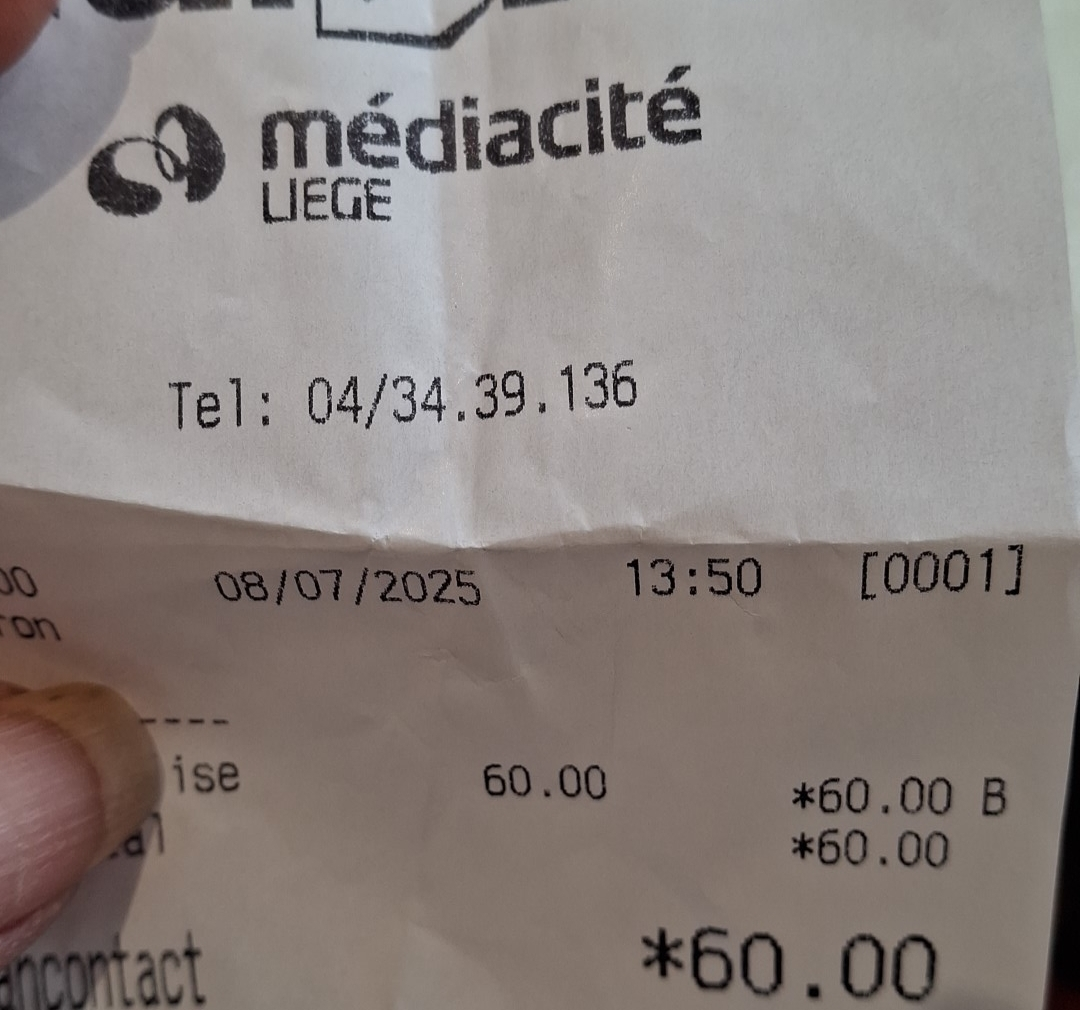 médiacité
LIEGE
Tel: 04/34.39.136
08/07/2025 13:50 [0001]
60.00 *60.00 B
*60.00
*60.00